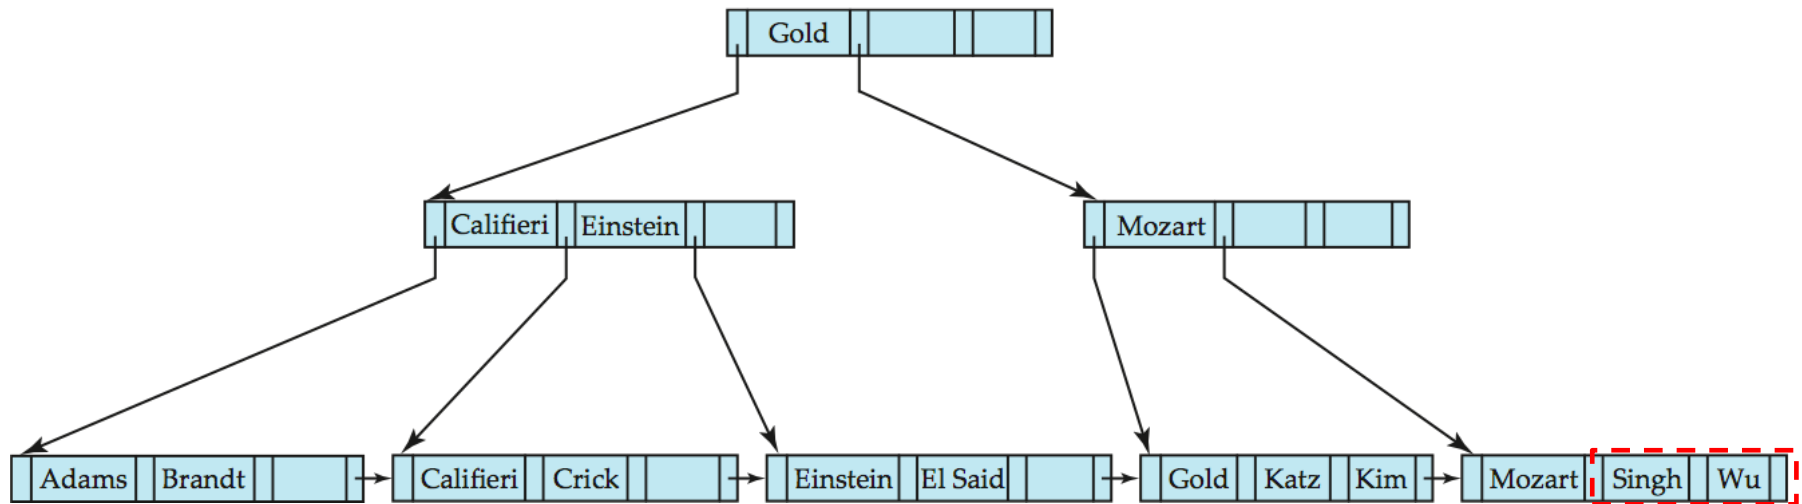 Gold
Califieri Einstein Mozart
Adams Brandt Califieri Crick Einstein El Said Gold Katz Kim Mozart Singh Wu